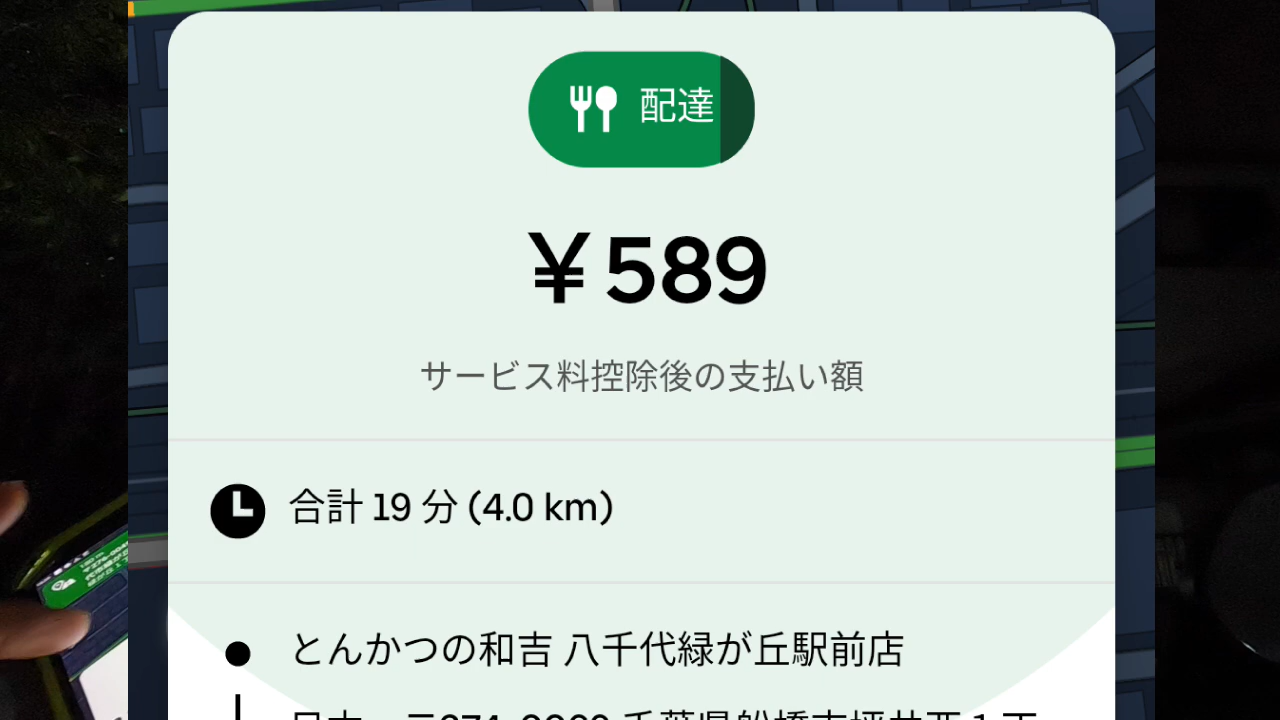 配達
¥589
サービス料控除後の支払い額
合計 19 分 (4.0 km)
とんかつの和吉 八千代緑が丘駅前店